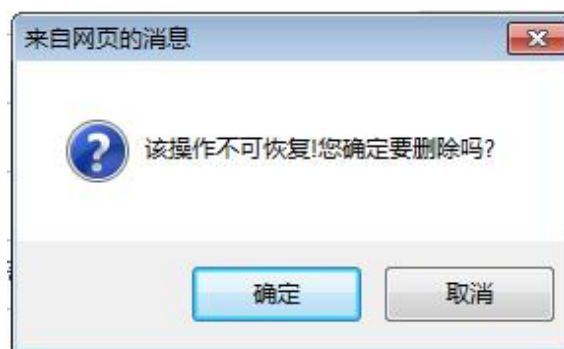 来自网页的消息
该操作不可恢复!您确定要删除吗?
确定
取消